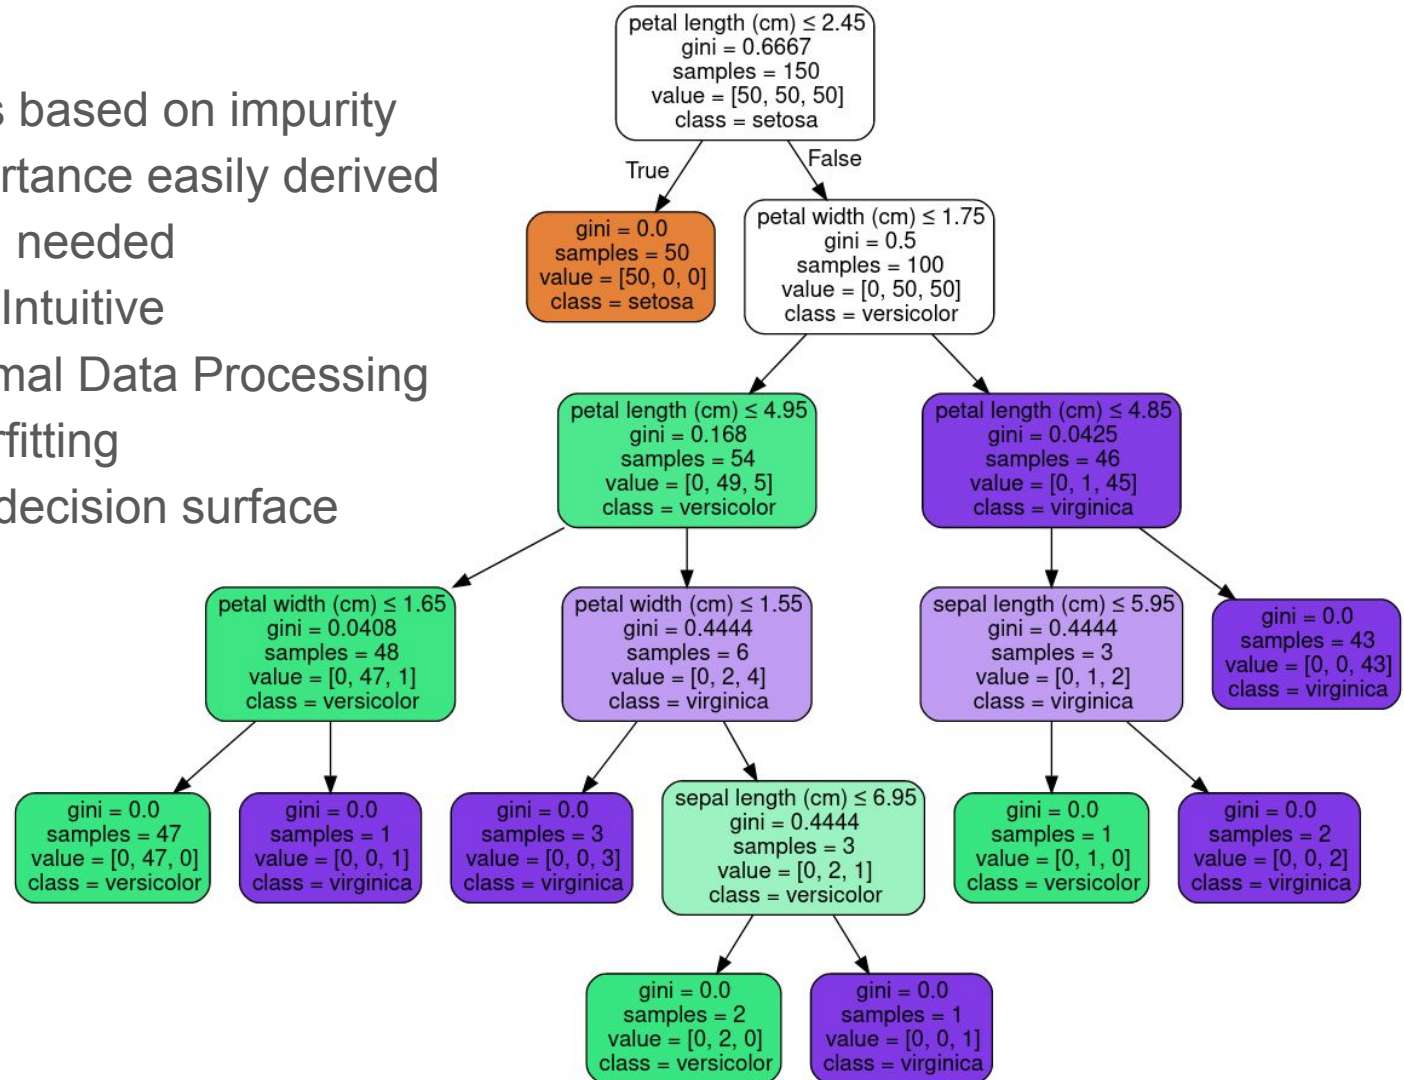 s based on impurity
rtance easily derived
needed
Intuitive
mal Data Processing
rfitting
decision surface
petal length (cm) ≤ 2.45
gini = 0.6667
samples = 150
value = [50, 50, 50]
class = setosa
True
False
gini = 0.0
samples = 50
value = [50, 0, 0]
class = setosa
petal width (cm) ≤ 1.75
gini = 0.5
samples = 100
value = [0, 50, 50]
class = versicolor
petal length (cm) ≤ 4.95
gini = 0.168
samples = 54
value = [0, 49, 5]
class = versicolor
petal length (cm) ≤ 4.85
gini = 0.0425
samples = 46
value = [0, 1, 45]
class = virginica
petal width (cm) ≤ 1.65
gini = 0.0408
samples = 48
value = [0, 47, 1]
class = versicolor
petal width (cm) ≤ 1.55
gini = 0.4444
samples = 6
value = [0, 2, 4]
class = virginica
sepal length (cm) ≤ 5.95
gini = 0.4444
samples = 3
value = [0, 1, 2]
class = virginica
gini = 0.0
samples = 43
value = [0, 0, 43]
class = virginica
gini = 0.0
samples = 47
value = [0, 47, 0]
class = versicolor
gini = 0.0
samples = 1
value = [0, 0, 1]
class = virginica
gini = 0.0
samples = 3
value = [0, 0, 3]
class = virginica
sepal length (cm) ≤ 6.95
gini = 0.4444
samples = 3
value = [0, 2, 1]
class = versicolor
gini = 0.0
samples = 1
value = [0, 1, 0]
class = versicolor
gini = 0.0
samples = 2
value = [0, 0, 2]
class = virginica
gini = 0.0
samples = 2
value = [0, 2, 0]
class = versicolor
gini = 0.0
samples = 1
value = [0, 0, 1]
class = virginica